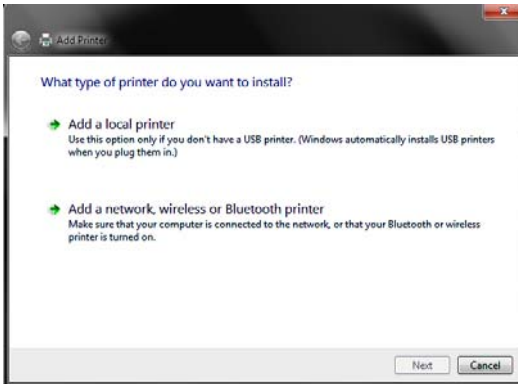 Add Printer
What type of printer do you want to install?
Add a local printer
Use this option only if you don't have a USB printer. (Windows automatically installs USB printers
when you plug them in.)
Add a network, wireless or Bluetooth printer
Make sure that your computer is connected to the network, or that your Bluetooth or wireless
printer is turned on.
Next
Cancel